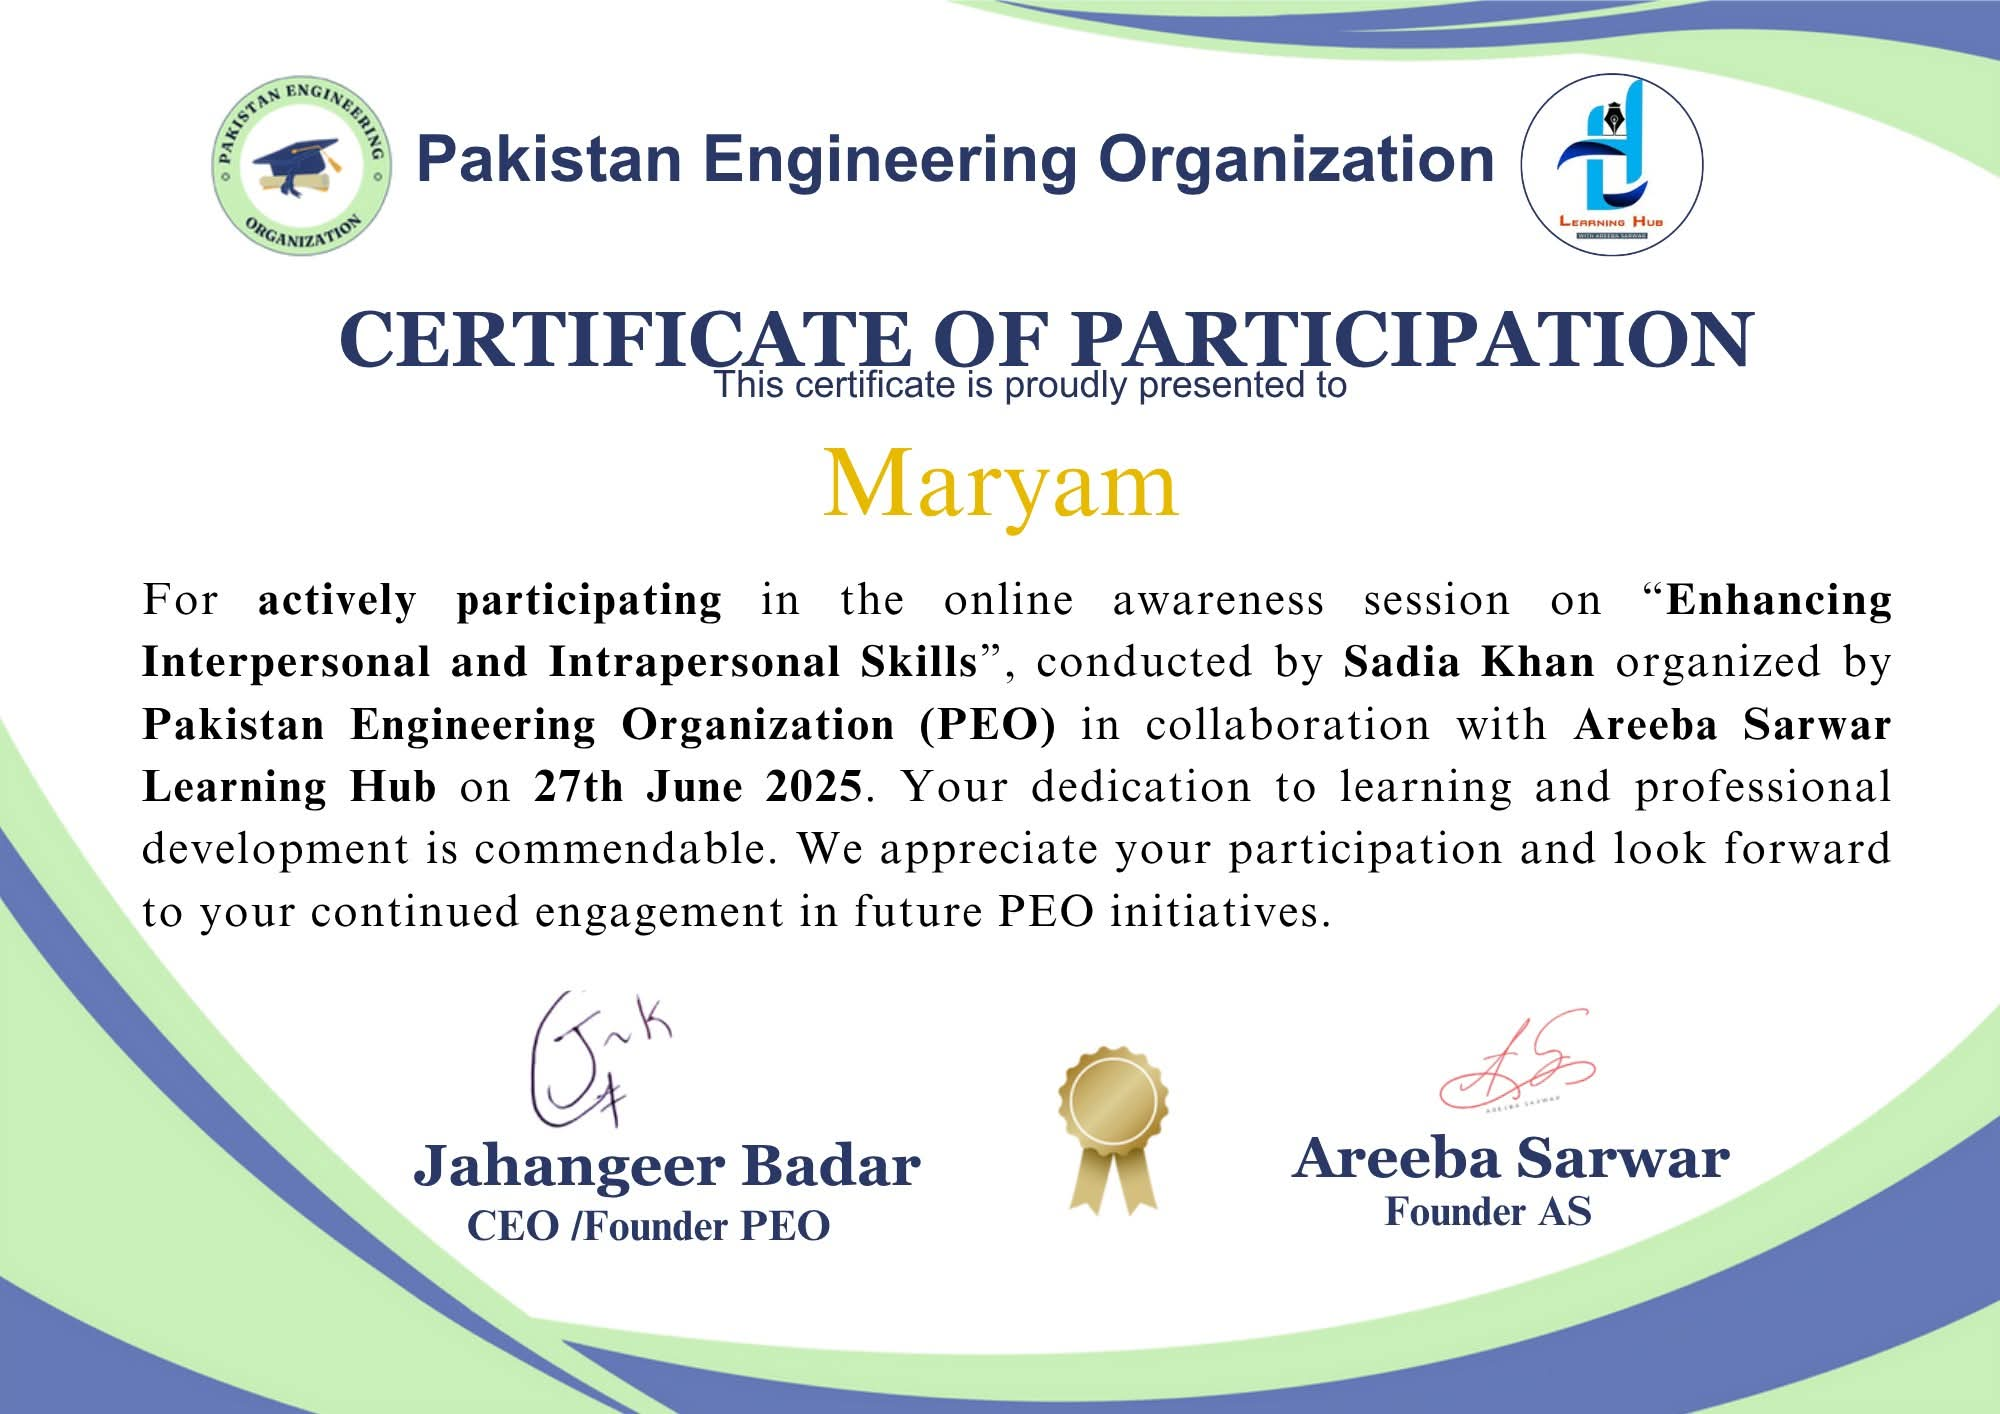 PAKISTAN ENGINEERING
ORGANIZATION
Pakistan Engineering Organization
LEARNING HUB
WITH AREEBA SARWAR
CERTIFICATE OF PARTICIPATION
This certificate is proudly presented to
Maryam
For actively participating in the online awareness session on “Enhancing
Interpersonal and Intrapersonal Skills”, conducted by Sadia Khan organized by
Pakistan Engineering Organization (PEO) in collaboration with Areeba Sarwar
Learning Hub on 27th June 2025. Your dedication to learning and professional
development is commendable. We appreciate your participation and look forward
to your continued engagement in future PEO initiatives.
AREEBA SARWAR
Jahangeer Badar
CEO /Founder PEO
Areeba Sarwar
Founder AS